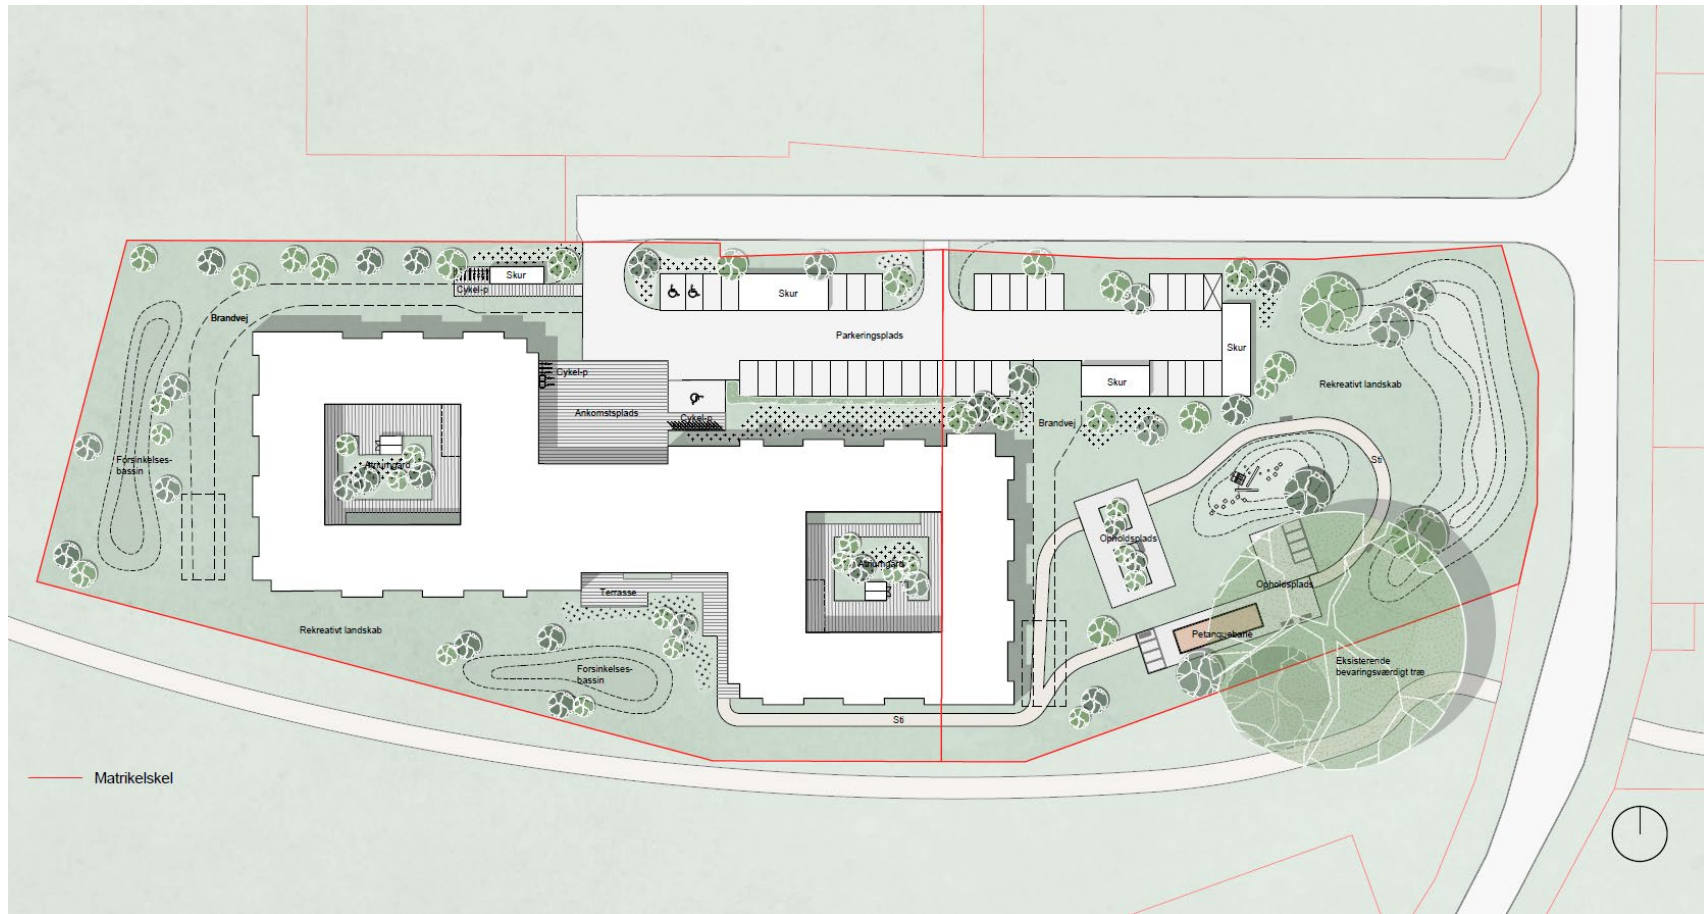 Skur
Cykel-p
Skur
Brandvej
Parkeringsplads
Skur
Cykel-p
Skur
Rekreativt landskab
Ankomstplads
Cykel-p
Brandvej
Forsinkelses-
bassin
Atriumgård
Sti
Opholdsplads
Atriumgård
Opholdsplads
Terrasse
Rekreativt landskab
Petanquebane
Forsinkelses-
bassin
Eksisterende
bevaringsværdigt træ
Sti
Matrikelskel